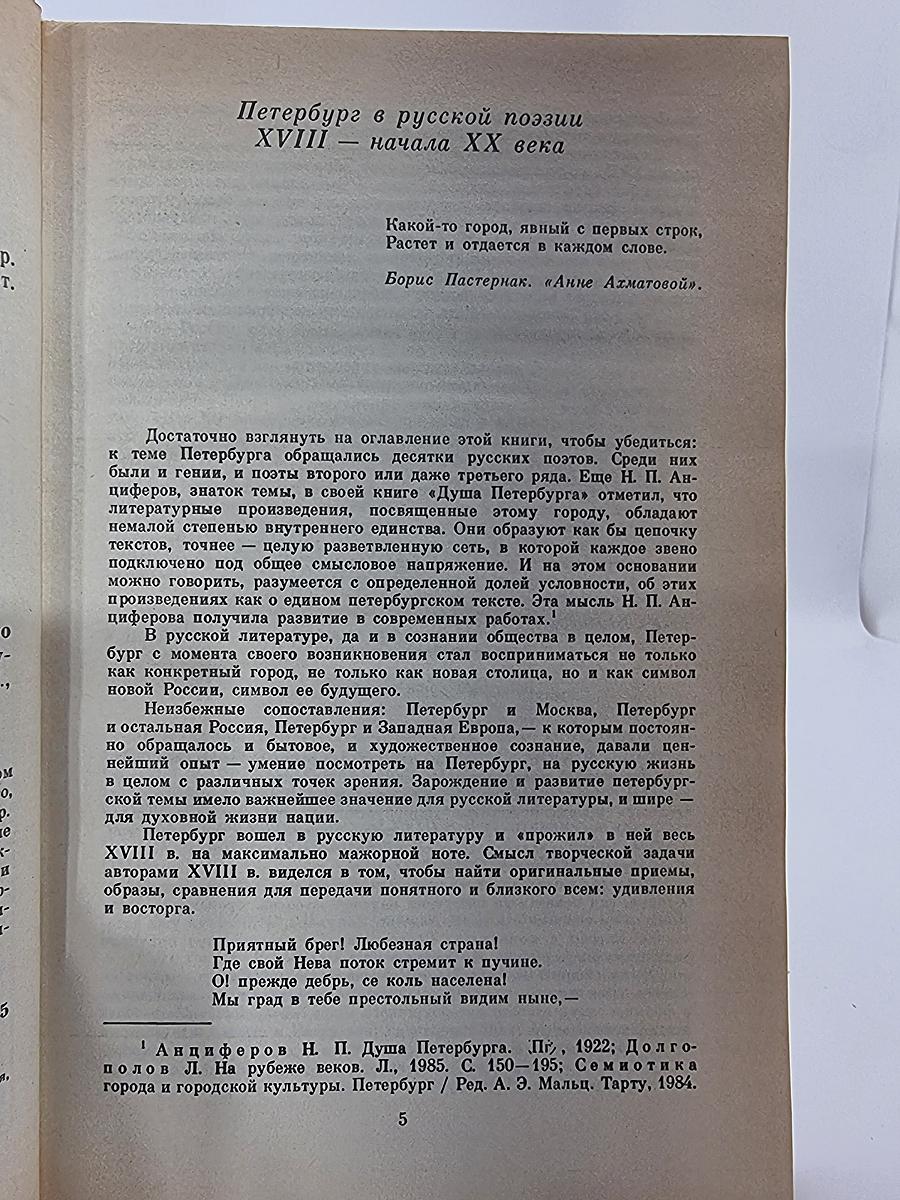 Петербург в русской поэзии
XVIII — начала XX века
Какой-то город, явный с первых строк,
Растет и отдается в каждом слове.
Борис Пастернак. «Анне Ахматовой».
Достаточно взглянуть на оглавление этой книги, чтобы убедиться:
к теме Петербурга обращались десятки русских поэтов. Среди них
были и гении, и поэты второго или даже третьего ряда. Еще Н. П. Ан-
циферов, знаток темы, в своей книге «Душа Петербурга» отметил, что
литературные произведения, посвященные этому городу, обладают
немалой степенью внутреннего единства. Они образуют как бы цепочку
текстов, точнее — целую разветвленную сеть, в которой каждое звено
подключено под общее смысловое напряжение. И на этом основании
можно говорить, разумеется с определенной долей условности, об этих
произведениях как о едином петербургском тексте. Эта мысль Н. П. Ан-
циферова получила развитие в современных работах.¹
В русской литературе, да и в сознании общества в целом, Петер-
бург с момента своего возникновения стал восприниматься не только
как конкретный город, не только как новая столица, но и как символ
новой России, символ ее будущего.
Неизбежные сопоставления: Петербург и Москва, Петербург
и остальная Россия, Петербург и Западная Европа,— к которым постоян-
но обращалось и бытовое, и художественное сознание, давали цен-
нейший опыт — умение посмотреть на Петербург, на русскую жизнь
в целом с различных точек зрения. Зарождение и развитие петербург-
ской темы имело важнейшее значение для русской литературы, и шире —
для духовной жизни нации.
Петербург вошел в русскую литературу и «прожил» в ней весь
XVIII в. на максимально мажорной ноте. Смысл творческой задачи
авторами XVIII в. виделся в том, чтобы найти оригинальные приемы,
образы, сравнения для передачи понятного и близкого всем: удивления
и восторга.
Приятный брег! Любезная страна!
Где свой Нева поток стремит к пучине.
О! прежде дебрь, се коль населена!
Мы град в тебе престольный видим ныне,—
¹ Анциферов Н. П. Душа Петербурга. Пг., 1922; Долго-
полов Л. На рубеже веков. Л., 1985. С. 150—195; Семиотика
города и городской культуры. Петербург / Ред. А. Э. Мальц. Тарту, 1984.
5